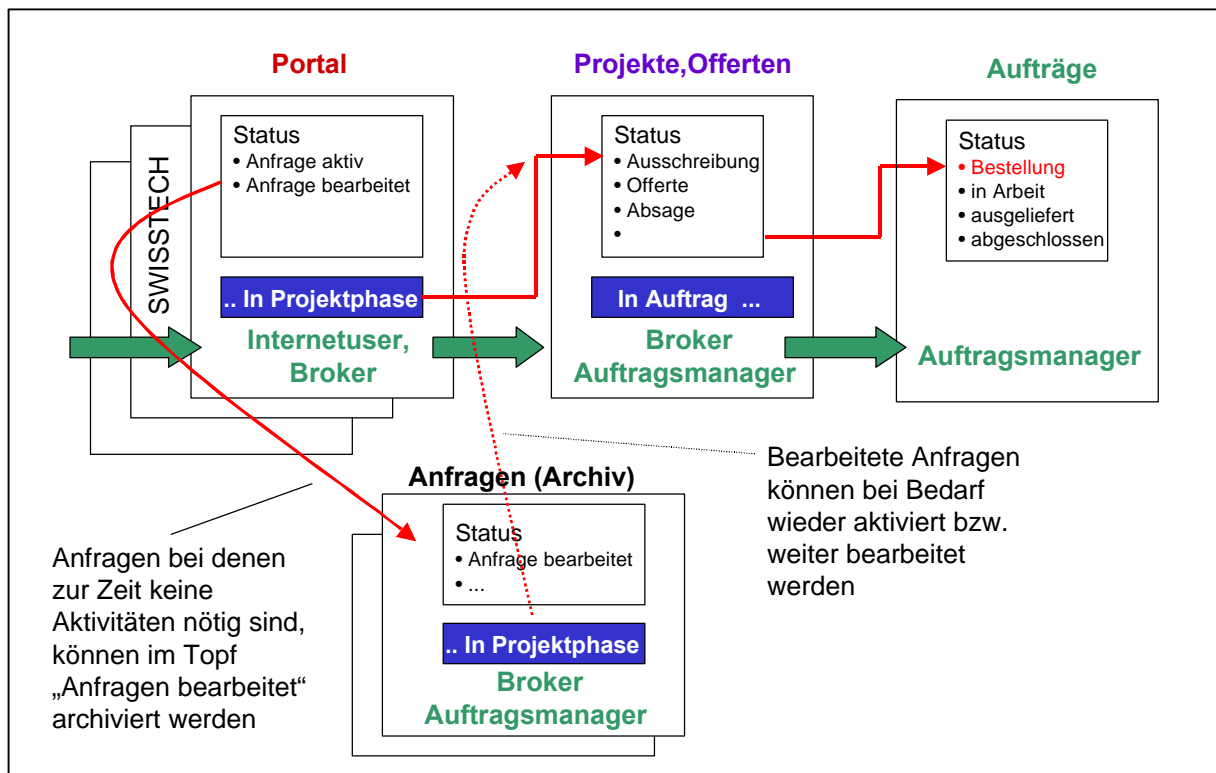 Portal
Projekte,Offerten
Aufträge
SWISSTECH
Status
• Anfrage aktiv
• Anfrage bearbeitet
.. In Projektphase
Internetuser,
Broker
Status
• Ausschreibung
• Offerte
• Absage
•
In Auftrag ...
Broker
Auftragsmanager
Status
• Bestellung
• in Arbeit
• ausgeliefert
• abgeschlossen
Auftragsmanager
Anfragen (Archiv)
Status
• Anfrage bearbeitet
• ...
.. In Projektphase
Broker
Auftragsmanager
Anfragen bei denen
zur Zeit keine
Aktivitäten nötig sind,
können im Topf
„Anfragen bearbeitet“
archiviert werden
Bearbeitete Anfragen
können bei Bedarf
wieder aktiviert bzw.
weiter bearbeitet
werden